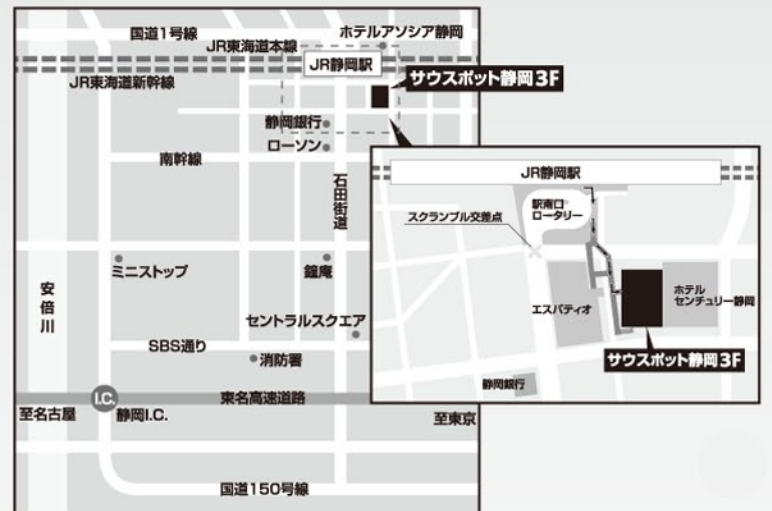 国道1号線
ホテルアソシア静岡
JR東海道本線
JR静岡駅
JR東海道新幹線
サウスポット静岡3F
静岡銀行
ローソン
南幹線
石田街道
ミニストップ
鐘庵
安倍川
セントラルスクエア
SBS通り
消防署
I.C.
東名高速道路
至名古屋
静岡I.C.
至東京
国道150号線
JR静岡駅
駅南口
ロータリー
スクランブル交差点
エスパティオ
ホテル
センチュリー静岡
サウスポット静岡3F
静岡銀行